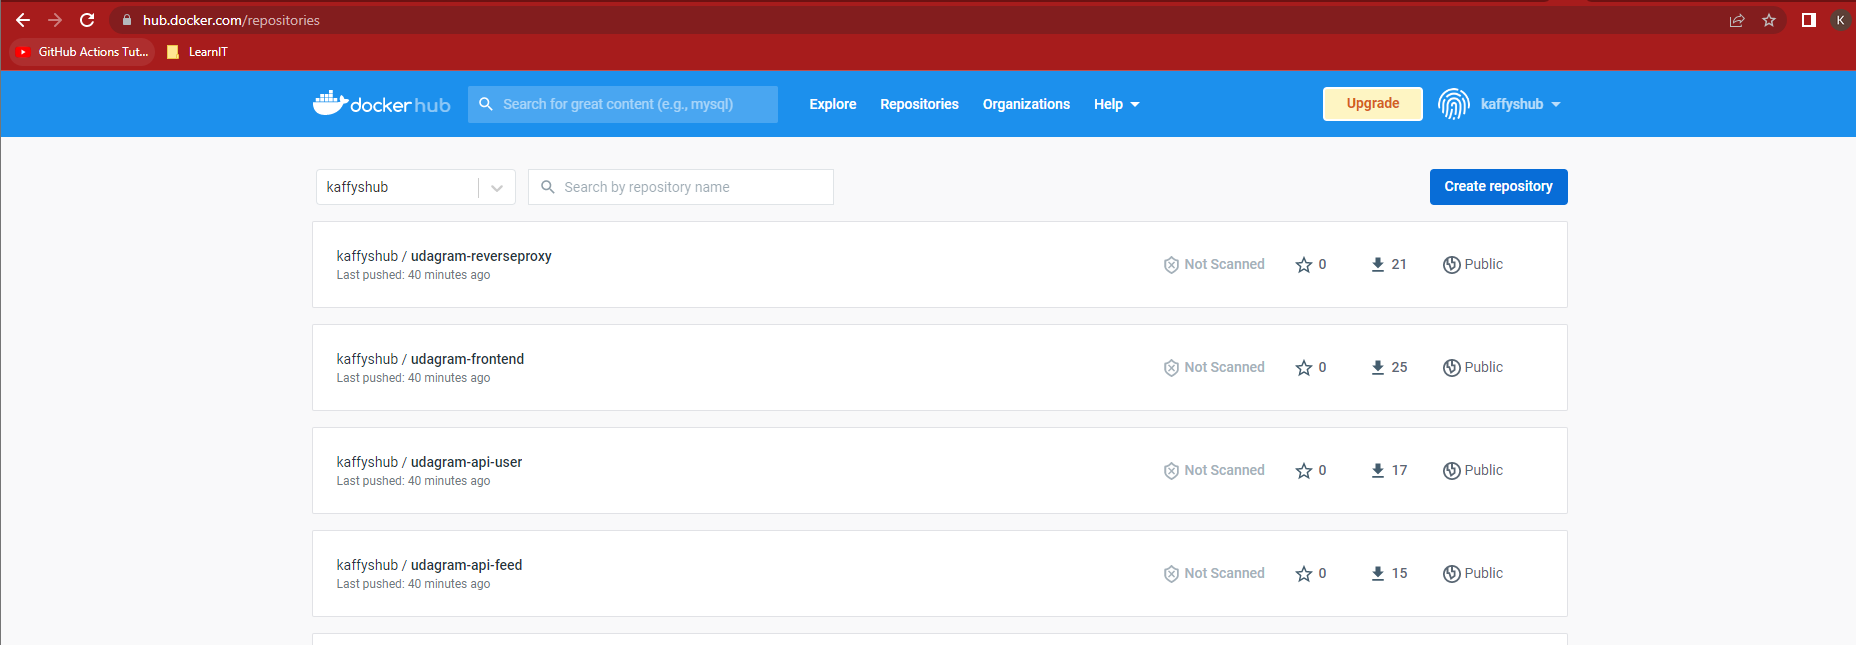 hub.docker.com/repositories
K
GitHub Actions Tut...
LearnIT
docker hub
Search for great content (e.g., mysql)
Explore
Repositories
Organizations
Help
Upgrade
kaffyshub
kaffyshub
Search by repository name
Create repository
kaffyshub / udagram-reverseproxy
Last pushed: 40 minutes ago
Not Scanned
0
21
Public
kaffyshub / udagram-frontend
Last pushed: 40 minutes ago
Not Scanned
0
25
Public
kaffyshub / udagram-api-user
Last pushed: 40 minutes ago
Not Scanned
0
17
Public
kaffyshub / udagram-api-feed
Last pushed: 40 minutes ago
Not Scanned
0
15
Public